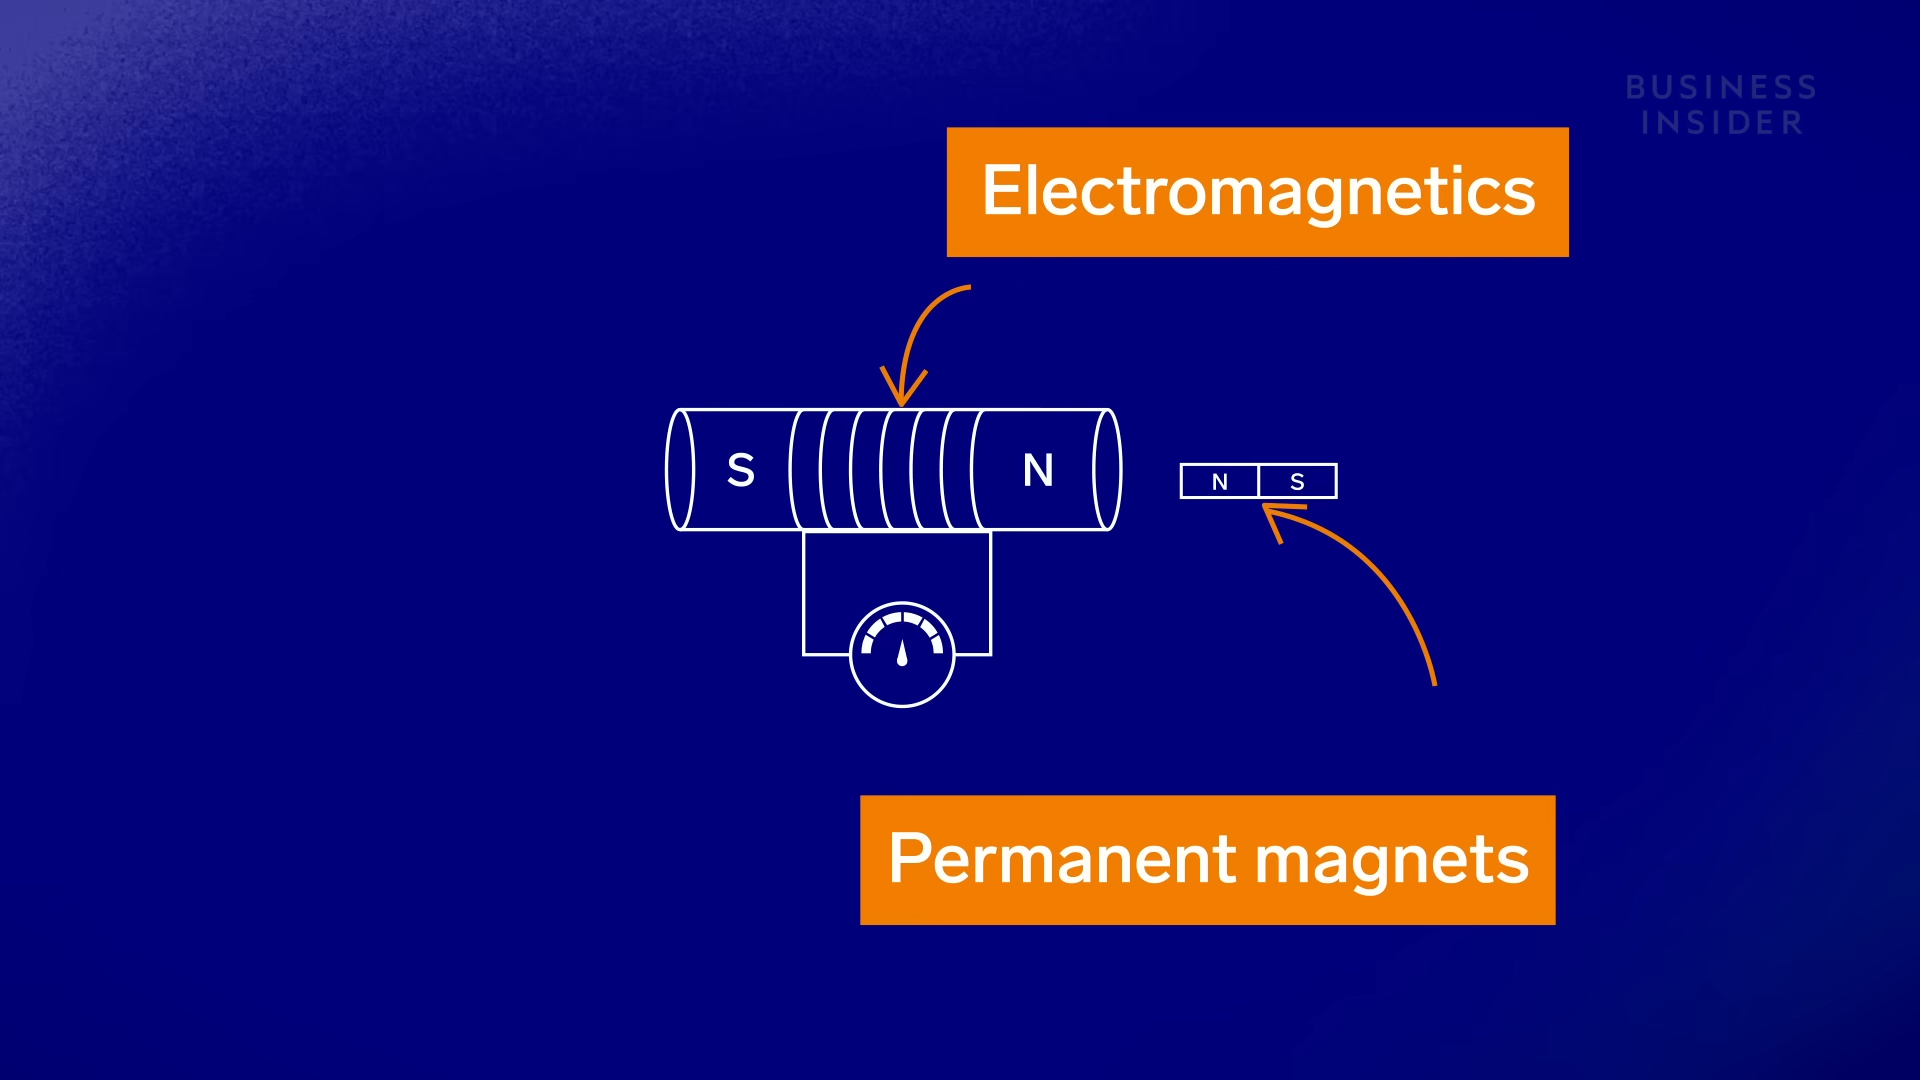 BUSINESS
INSIDER
Electromagnetics
S
N
N
S
Permanent magnets